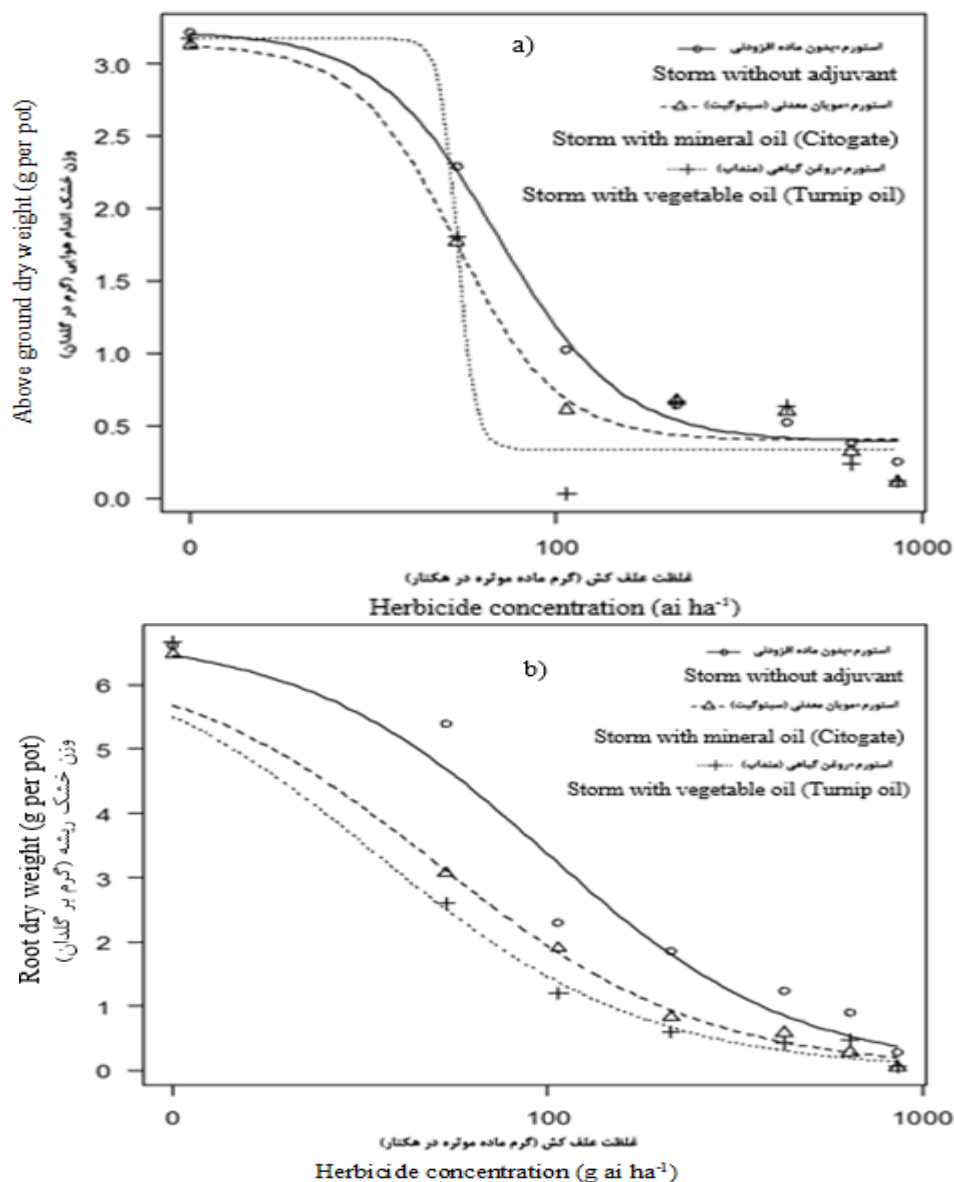 a)
استورم-بدون ماده افزودنی
Storm without adjuvant
استورم-مویان معدنی (سیتوگیت)
Storm with mineral oil (Citogate)
استورم-روغن گیاهی (منداب)
Storm with vegetable oil (Turnip oil)
Above ground dry weight (g per pot)
وزن خشک اندام هوایی (گرم در گلدان)
3.0
2.5
2.0
1.5
1.0
0.5
0.0
0 100 1000
غلظت علف کش (گرم ماده موثره در هکتار)
Herbicide concentration (ai ha⁻¹)
b)
استورم-بدون ماده افزودنی
Storm without adjuvant
استورم-مویان معدنی (سیتوگیت)
Storm with mineral oil (Citogate)
استورم-روغن گیاهی (منداب)
Storm with vegetable oil (Turnip oil)
Root dry weight (g per pot)
وزن خشک ریشه (گرم بر گلدان)
6
5
4
3
2
1
0
0 100 1000
غلظت علف کش (گرم ماده موثره در هکتار)
Herbicide concentration (g ai ha⁻¹)